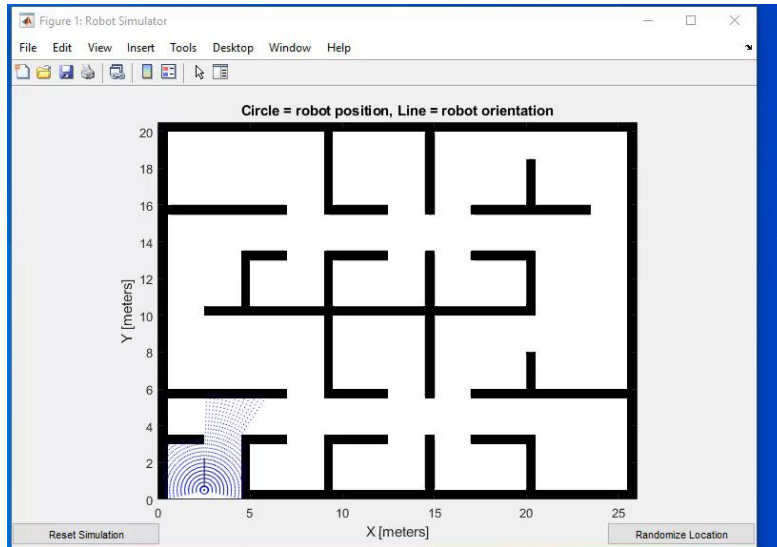 Figure 1: Robot Simulator
File Edit View Insert Tools Desktop Window Help
Circle = robot position, Line = robot orientation
20
18
16
14
12
10
8
6
4
2
0
Y [meters]
0 5 10 15 20 25
X [meters]
Reset Simulation
Randomize Location